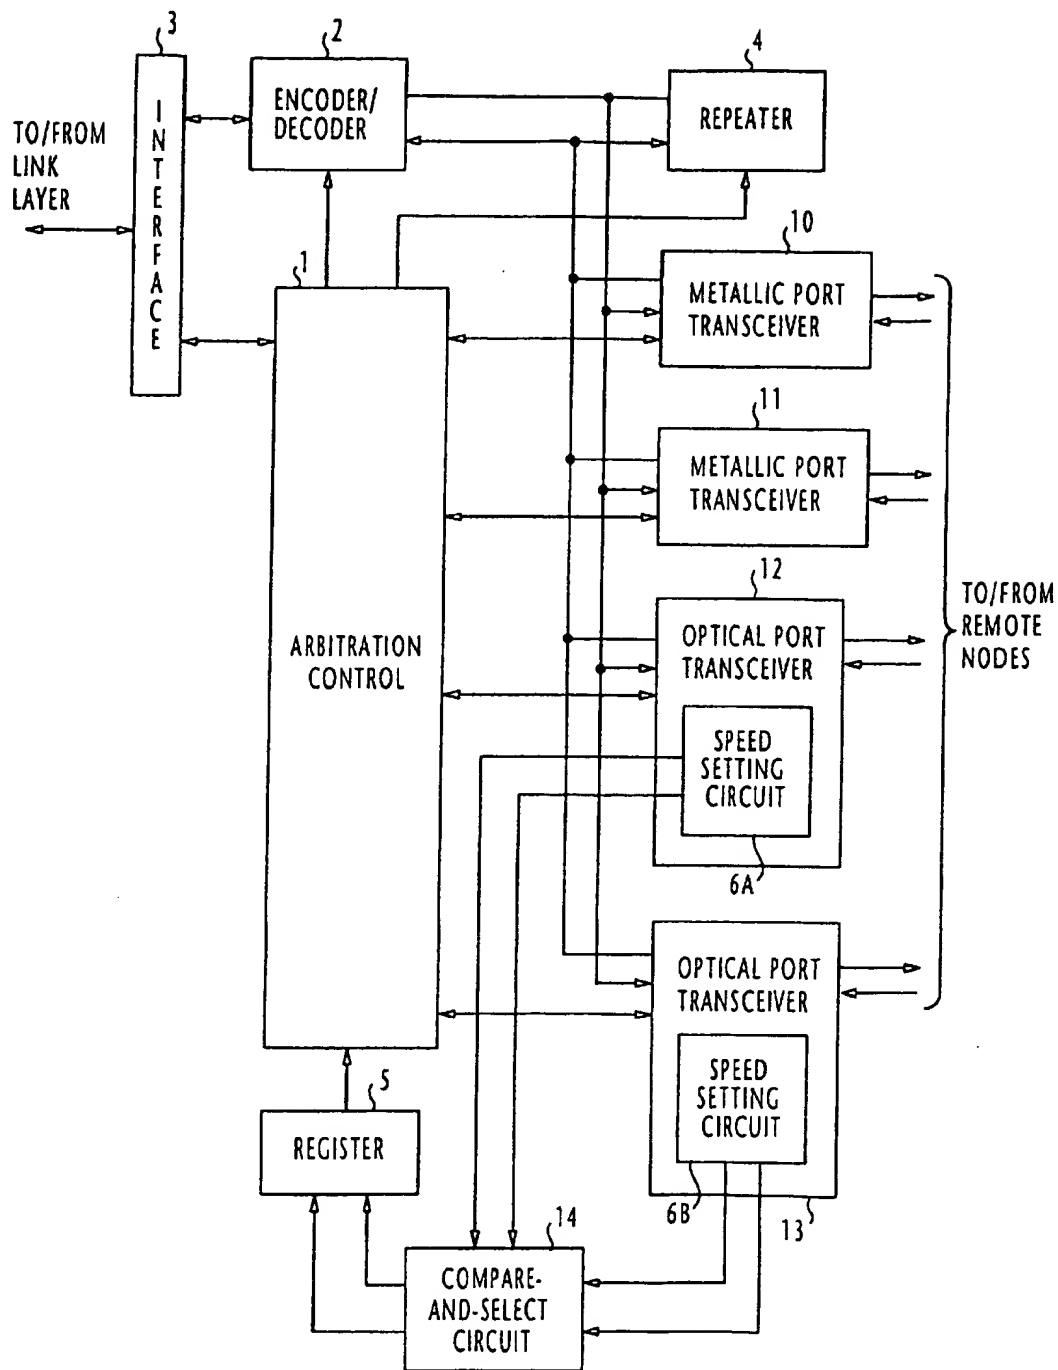 3
INTERFACE
TO/FROM
LINK
LAYER
2
ENCODER/
DECODER
4
REPEATER
1
ARBITRATION
CONTROL
10
METALLIC PORT
TRANSCEIVER
11
METALLIC PORT
TRANSCEIVER
12
OPTICAL PORT
TRANSCEIVER
SPEED
SETTING
CIRCUIT
6A
TO/FROM
REMOTE
NODES
OPTICAL PORT
TRANSCEIVER
SPEED
SETTING
CIRCUIT
6B
13
5
REGISTER
14
COMPARE-
AND-SELECT
CIRCUIT